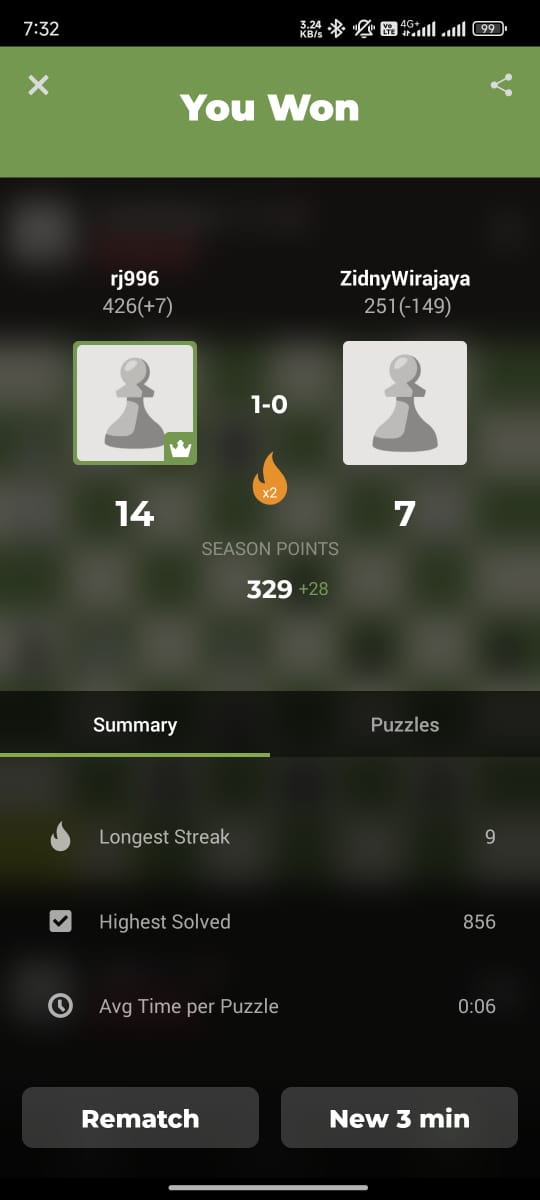 7:32
3.24
KB/s
Vo
LTE
4G+
99
You Won
rj996
ZidnyWirajaya
426(+7)
251(-149)
1-0
x2
14
7
SEASON POINTS
329 +28
Summary
Puzzles
Longest Streak
9
Highest Solved
856
Avg Time per Puzzle
0:06
Rematch
New 3 min